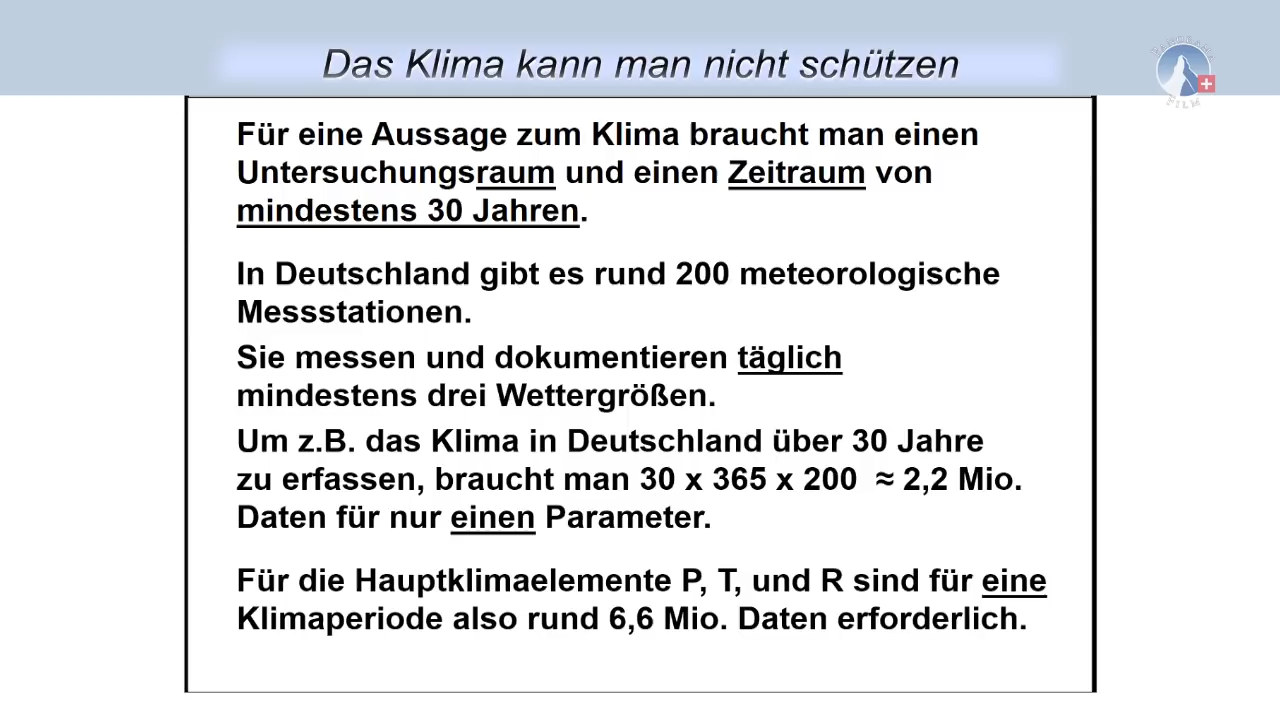 Das Klima kann man nicht schützen
PANORAMA
FILM
Für eine Aussage zum Klima braucht man einen
Untersuchungsraum und einen Zeitraum von
mindestens 30 Jahren.
In Deutschland gibt es rund 200 meteorologische
Messstationen.
Sie messen und dokumentieren täglich
mindestens drei Wettergrößen.
Um z.B. das Klima in Deutschland über 30 Jahre
zu erfassen, braucht man 30 x 365 x 200 ≈ 2,2 Mio.
Daten für nur einen Parameter.
Für die Hauptklimaelemente P, T, und R sind für eine
Klimaperiode also rund 6,6 Mio. Daten erforderlich.